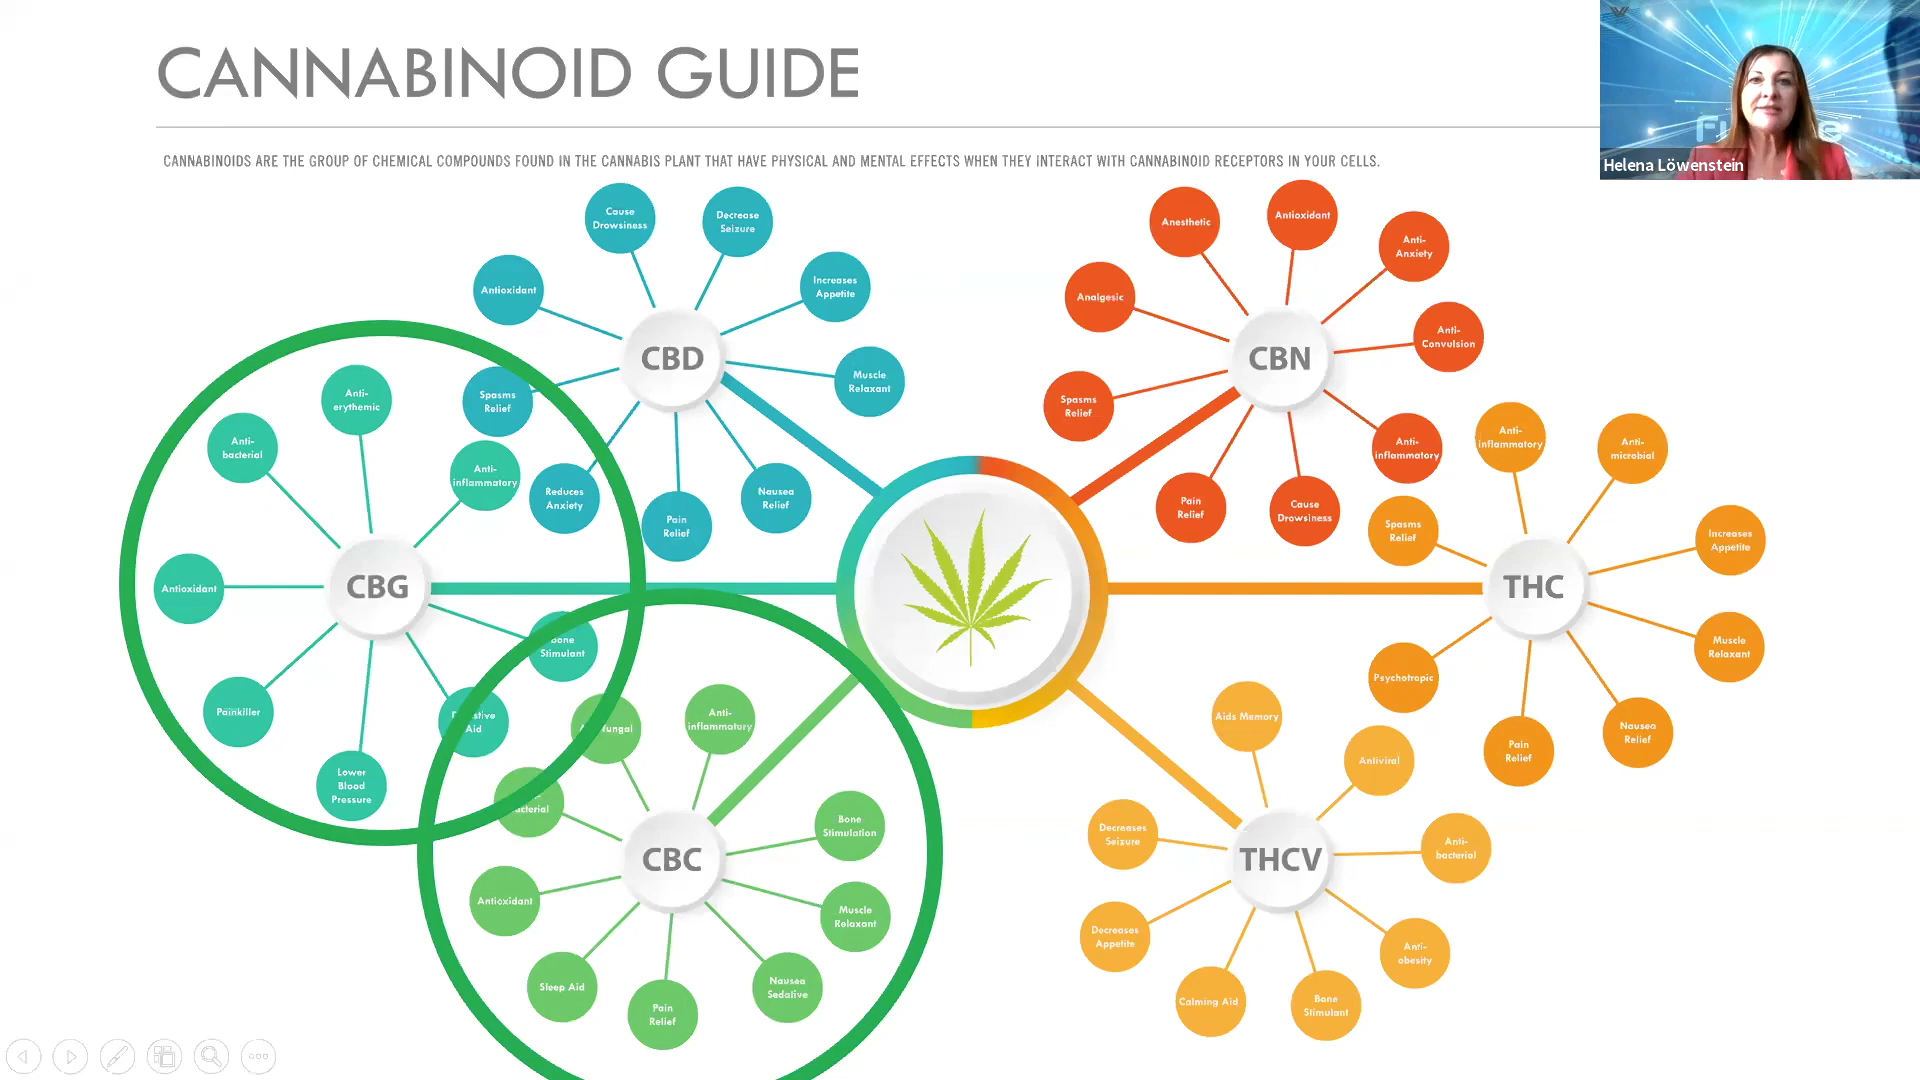 CANNABINOID GUIDE
CANNABINOIDS ARE THE GROUP OF CHEMICAL COMPOUNDS FOUND IN THE CANNABIS PLANT THAT HAVE PHYSICAL AND MENTAL EFFECTS WHEN THEY INTERACT WITH CANNABINOID RECEPTORS IN YOUR CELLS.
Helena Löwenstein
CBD
Cause
Drowsiness
Decrease
Seizure
Increases
Appetite
Muscle
Relaxant
Nausea
Relief
Pain
Relief
Reduces
Anxiety
Spasms
Relief
Antioxidant
CBN
Anesthetic
Antioxidant
Anti-
Anxiety
Anti-
Convulsion
Anti-
inflammatory
Cause
Drowsiness
Pain
Relief
Spasms
Relief
Analgesic
CBG
Anti-
erythemic
Anti-
inflammatory
Bone
Stimulant
Aid
Lower
Blood
Pressure
Painkiller
Antioxidant
Anti-
bacterial
THC
Anti-
inflammatory
Anti-
microbial
Increases
Appetite
Muscle
Relaxant
Nausea
Relief
Pain
Relief
Psychotropic
Spasms
Relief
CBC
Anti-
inflammatory
Bone
Stimulation
Muscle
Relaxant
Nausea
Sedative
Pain
Relief
Sleep Aid
Antioxidant
THCV
Aids Memory
Antiviral
Anti-
bacterial
Anti-
obesity
Bone
Stimulant
Calming Aid
Decreases
Appetite
Decreases
Seizure